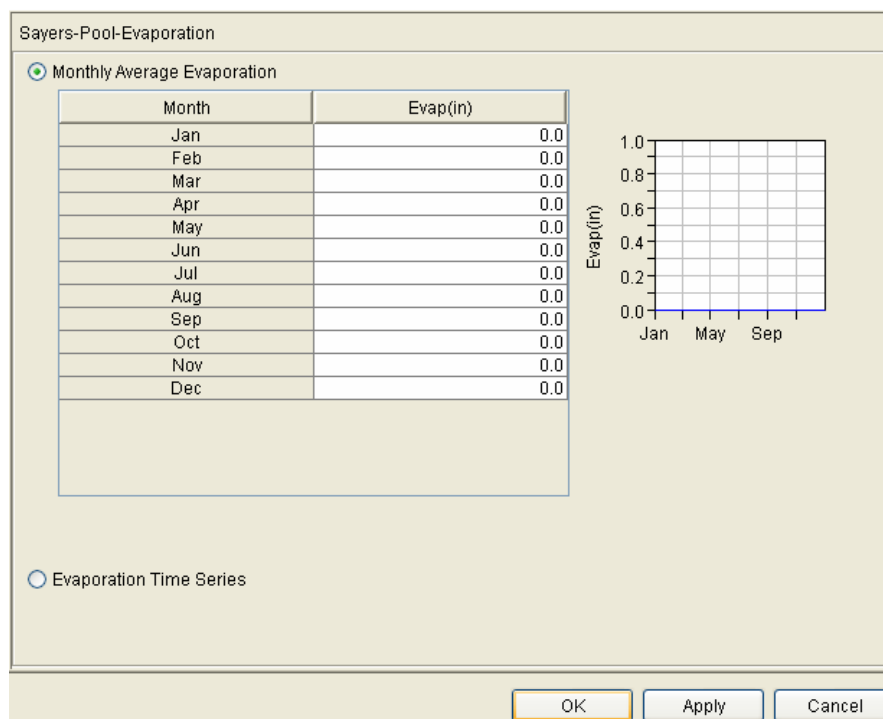 Sayers-Pool-Evaporation
Monthly Average Evaporation
Month Evap(in)
Jan 0.0
Feb 0.0
Mar 0.0
Apr 0.0
May 0.0
Jun 0.0
Jul 0.0
Aug 0.0
Sep 0.0
Oct 0.0
Nov 0.0
Dec 0.0
Evap(in)
1.0
0.8
0.6
0.4
0.2
0.0
Jan May Sep
Evaporation Time Series
OK Apply Cancel